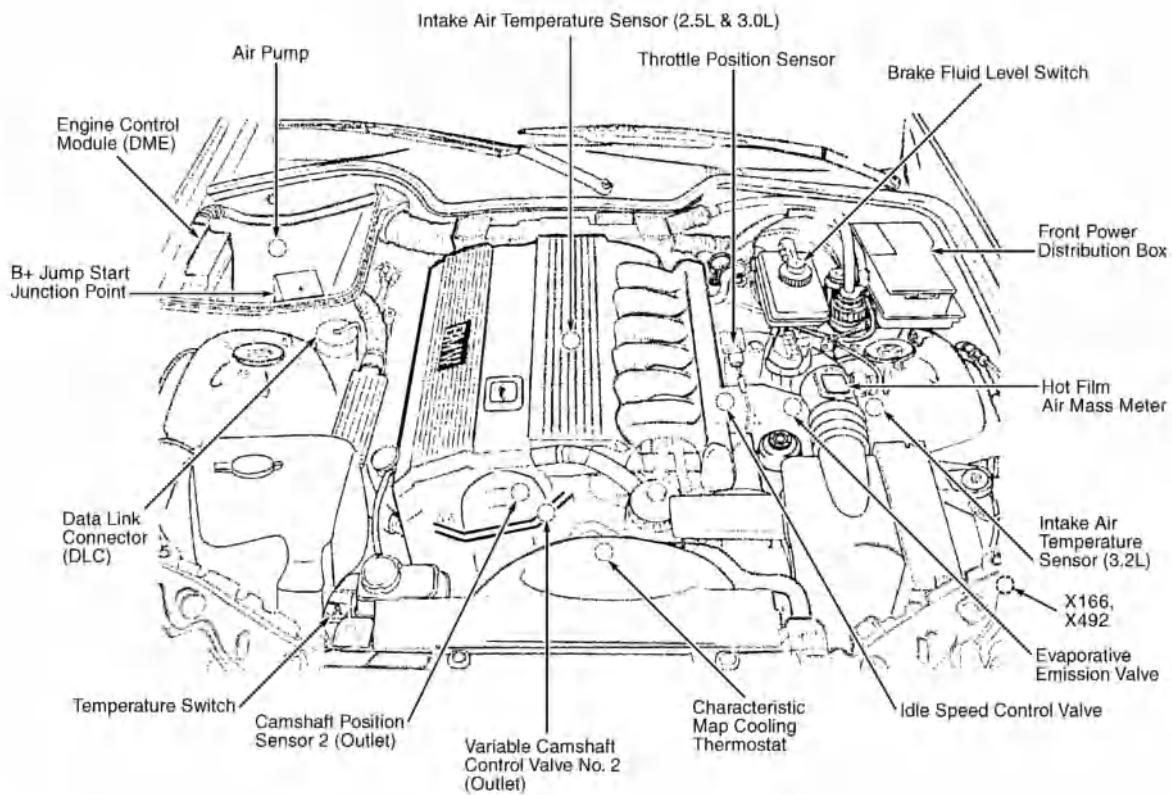 Intake Air Temperature Sensor (2.5L & 3.0L)
Air Pump
Throttle Position Sensor
Brake Fluid Level Switch
Engine Control
Module (DME)
Front Power
Distribution Box
B+ Jump Start
Junction Point
BMW
Hot Film
Air Mass Meter
Data Link
Connector
(DLC)
Intake Air
Temperature
Sensor (3.2L)
X166,
X492
Evaporative
Emission Valve
Temperature Switch
Camshaft Position
Sensor 2 (Outlet)
Variable Camshaft
Control Valve No. 2
(Outlet)
Characteristic
Map Cooling
Thermostat
Idle Speed Control Valve